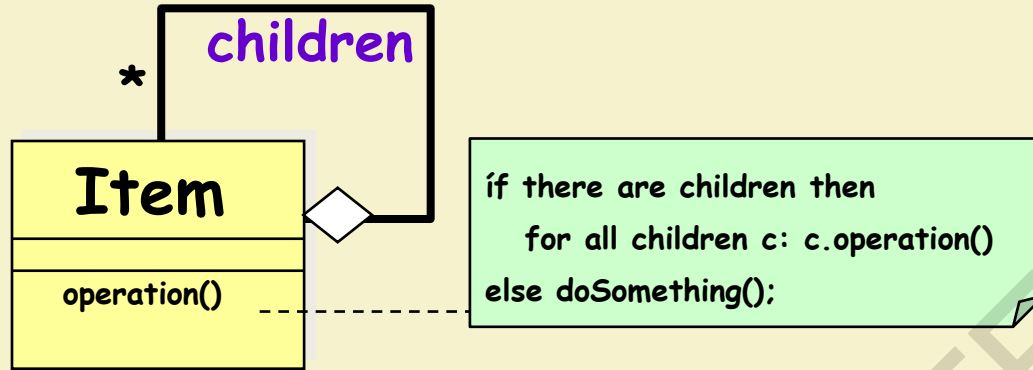 children
*
Item
operation()
íf there are children then
for all children c: c.operation()
else doSomething();